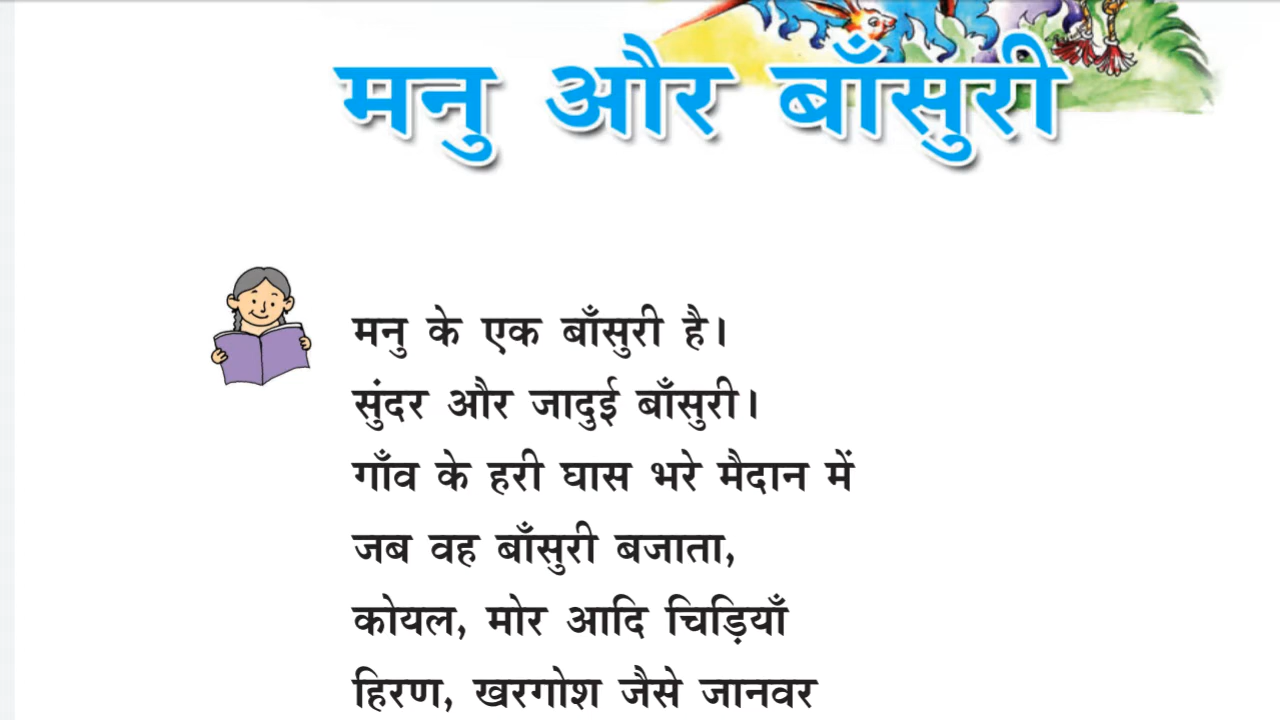 मनु और बाँसुरी
मनु के एक बाँसुरी है।
सुंदर और जादुई बाँसुरी।
गाँव के हरी घास भरे मैदान में
जब वह बाँसुरी बजाता,
कोयल, मोर आदि चिड़ियाँ
हिरण, खरगोश जैसे जानवर